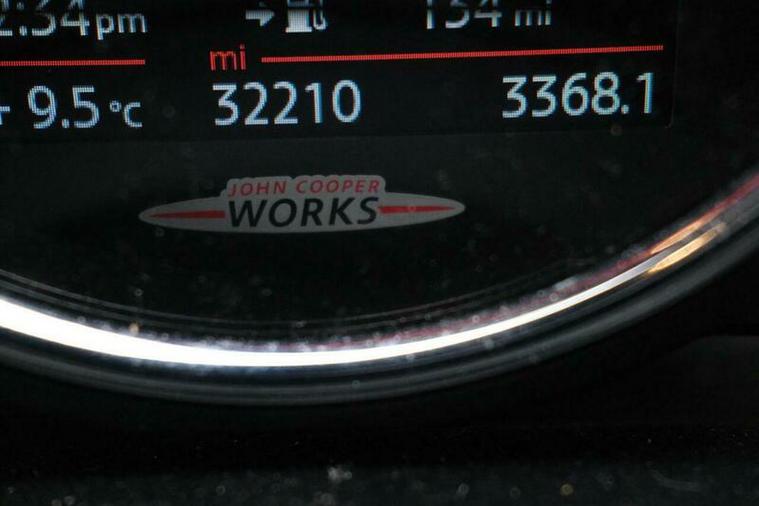 2:34pm 134 mi
mi
9.5°C 32210 3368.1
JOHN COOPER
WORKS